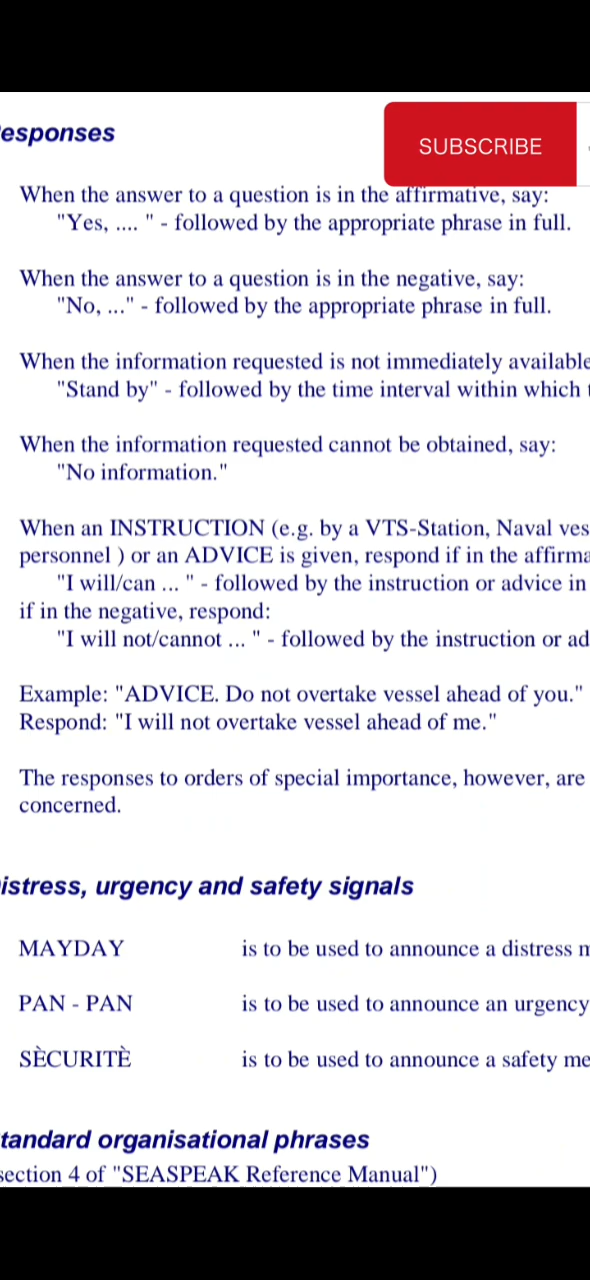 esponses
SUBSCRIBE
When the answer to a question is in the affirmative, say:
"Yes, .... " - followed by the appropriate phrase in full.
When the answer to a question is in the negative, say:
"No, ..." - followed by the appropriate phrase in full.
When the information requested is not immediately available
"Stand by" - followed by the time interval within which
When the information requested cannot be obtained, say:
"No information."
When an INSTRUCTION (e.g. by a VTS-Station, Naval ves
personnel ) or an ADVICE is given, respond if in the affirma
"I will/can ... " - followed by the instruction or advice in
if in the negative, respond:
"I will not/cannot ... " - followed by the instruction or ad
Example: "ADVICE. Do not overtake vessel ahead of you."
Respond: "I will not overtake vessel ahead of me."
The responses to orders of special importance, however, are
concerned.
istress, urgency and safety signals
MAYDAY is to be used to announce a distress m
PAN - PAN is to be used to announce an urgency
SÈCURITÈ is to be used to announce a safety me
tandard organisational phrases
section 4 of "SEASPEAK Reference Manual")